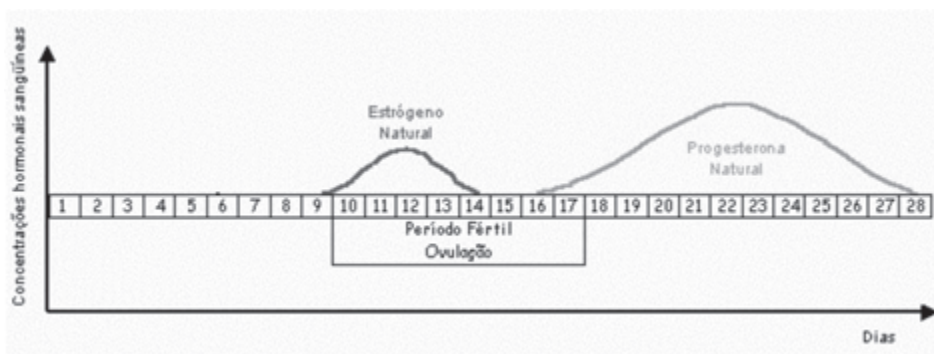 Concentrações hormonais sangüíneas
Estrógeno
Natural
Progesterona
Natural
1 2 3 4 5 6 7 8 9 10 11 12 13 14 15 16 17 18 19 20 21 22 23 24 25 26 27 28
Período Fértil
Ovulação
Dias